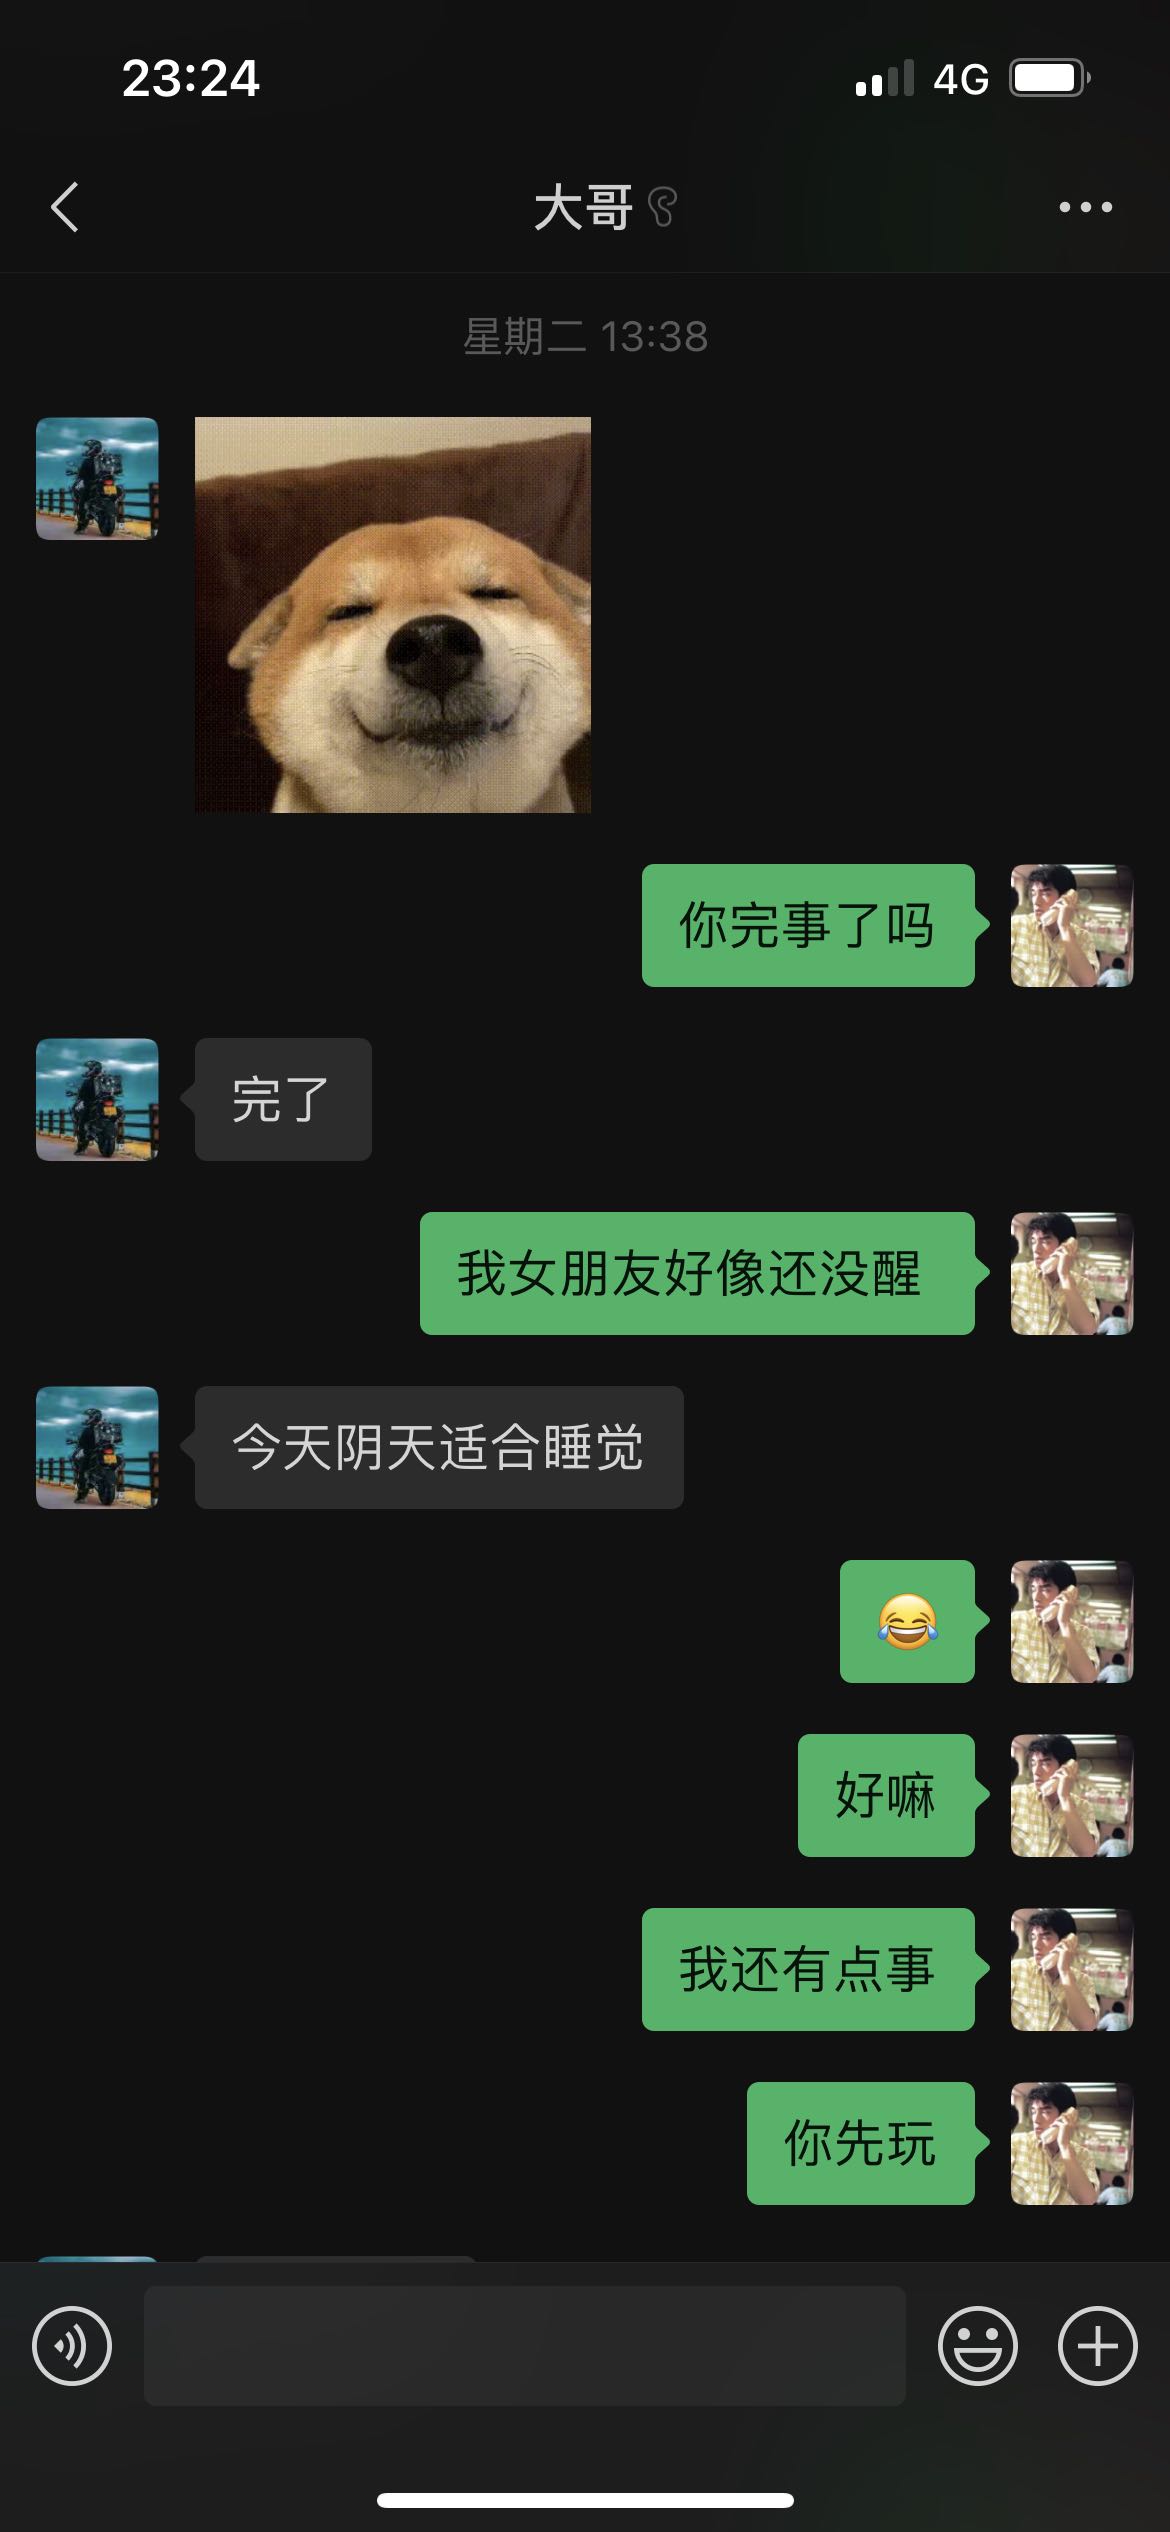 23:24
4G
大哥
星期二 13:38
你完事了吗
完了
我女朋友好像还没醒
今天阴天适合睡觉
😂
好嘛
我还有点事
你先玩